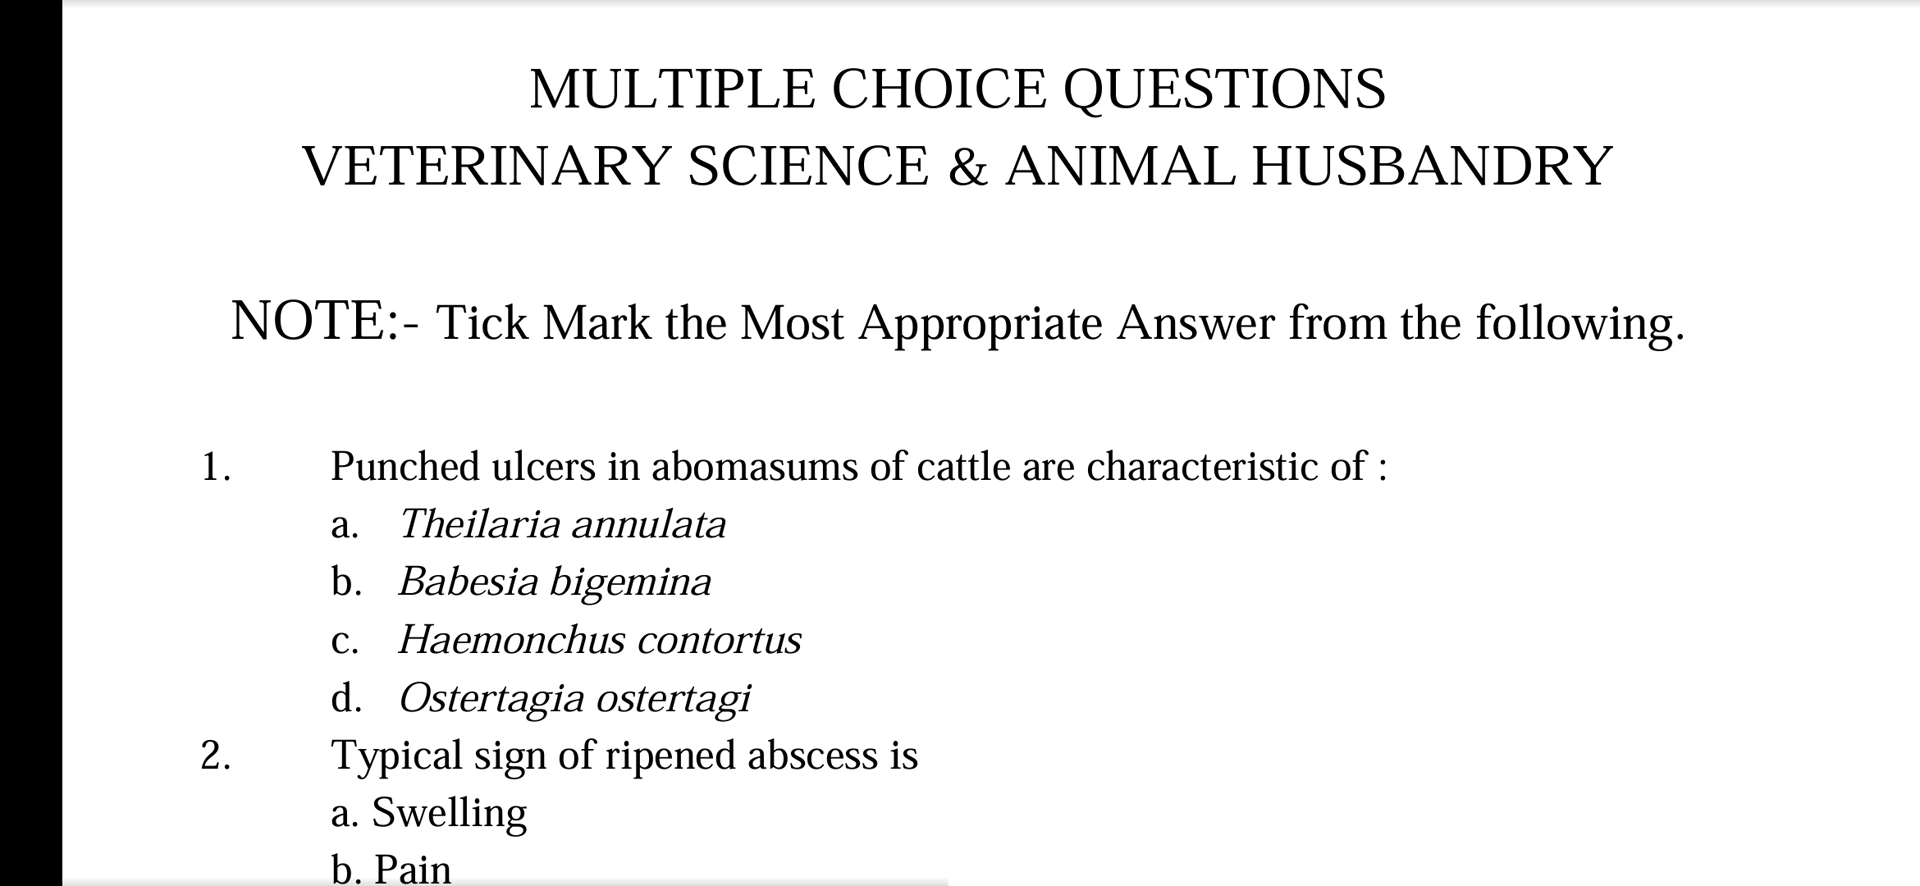 MULTIPLE CHOICE QUESTIONS
VETERINARY SCIENCE & ANIMAL HUSBANDRY
NOTE:- Tick Mark the Most Appropriate Answer from the following.
1. Punched ulcers in abomasums of cattle are characteristic of :
a. Theilaria annulata
b. Babesia bigemina
c. Haemonchus contortus
d. Ostertagia ostertagi
2. Typical sign of ripened abscess is
a. Swelling
b. Pain